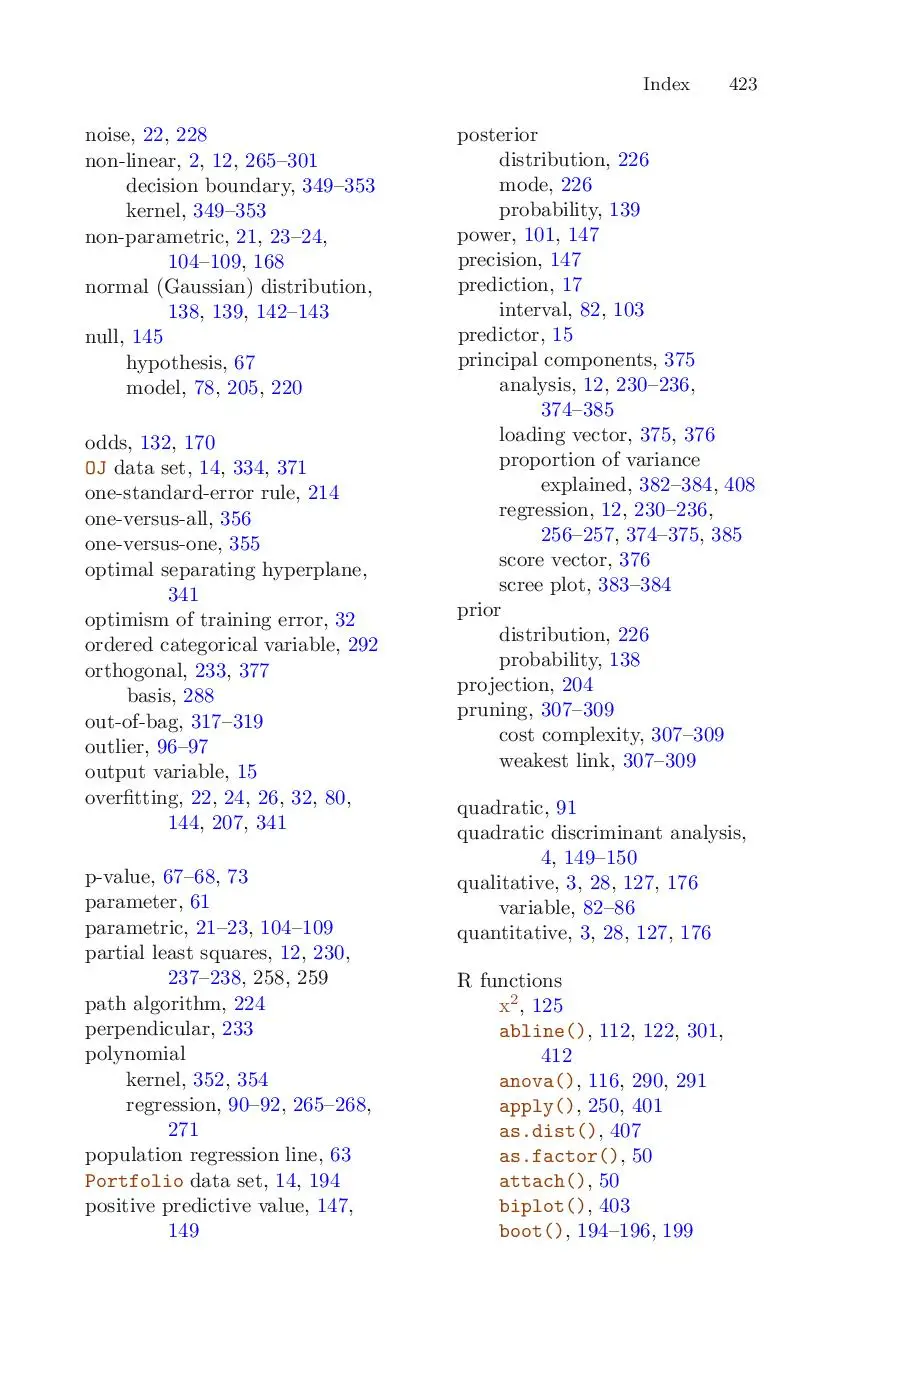 Index 423
noise, 22, 228
non-linear, 2, 12, 265–301
decision boundary, 349–353
kernel, 349–353
non-parametric, 21, 23–24,
104–109, 168
normal (Gaussian) distribution,
138, 139, 142–143
null, 145
hypothesis, 67
model, 78, 205, 220
odds, 132, 170
OJ data set, 14, 334, 371
one-standard-error rule, 214
one-versus-all, 356
one-versus-one, 355
optimal separating hyperplane,
341
optimism of training error, 32
ordered categorical variable, 292
orthogonal, 233, 377
basis, 288
out-of-bag, 317–319
outlier, 96–97
output variable, 15
overfitting, 22, 24, 26, 32, 80,
144, 207, 341
p-value, 67–68, 73
parameter, 61
parametric, 21–23, 104–109
partial least squares, 12, 230,
237–238, 258, 259
path algorithm, 224
perpendicular, 233
polynomial
kernel, 352, 354
regression, 90–92, 265–268,
271
population regression line, 63
Portfolio data set, 14, 194
positive predictive value, 147,
149
posterior
distribution, 226
mode, 226
probability, 139
power, 101, 147
precision, 147
prediction, 17
interval, 82, 103
predictor, 15
principal components, 375
analysis, 12, 230–236,
374–385
loading vector, 375, 376
proportion of variance
explained, 382–384, 408
regression, 12, 230–236,
256–257, 374–375, 385
score vector, 376
scree plot, 383–384
prior
distribution, 226
probability, 138
projection, 204
pruning, 307–309
cost complexity, 307–309
weakest link, 307–309
quadratic, 91
quadratic discriminant analysis,
4, 149–150
qualitative, 3, 28, 127, 176
variable, 82–86
quantitative, 3, 28, 127, 176
R functions
x², 125
abline(), 112, 122, 301,
412
anova(), 116, 290, 291
apply(), 250, 401
as.dist(), 407
as.factor(), 50
attach(), 50
biplot(), 403
boot(), 194–196, 199